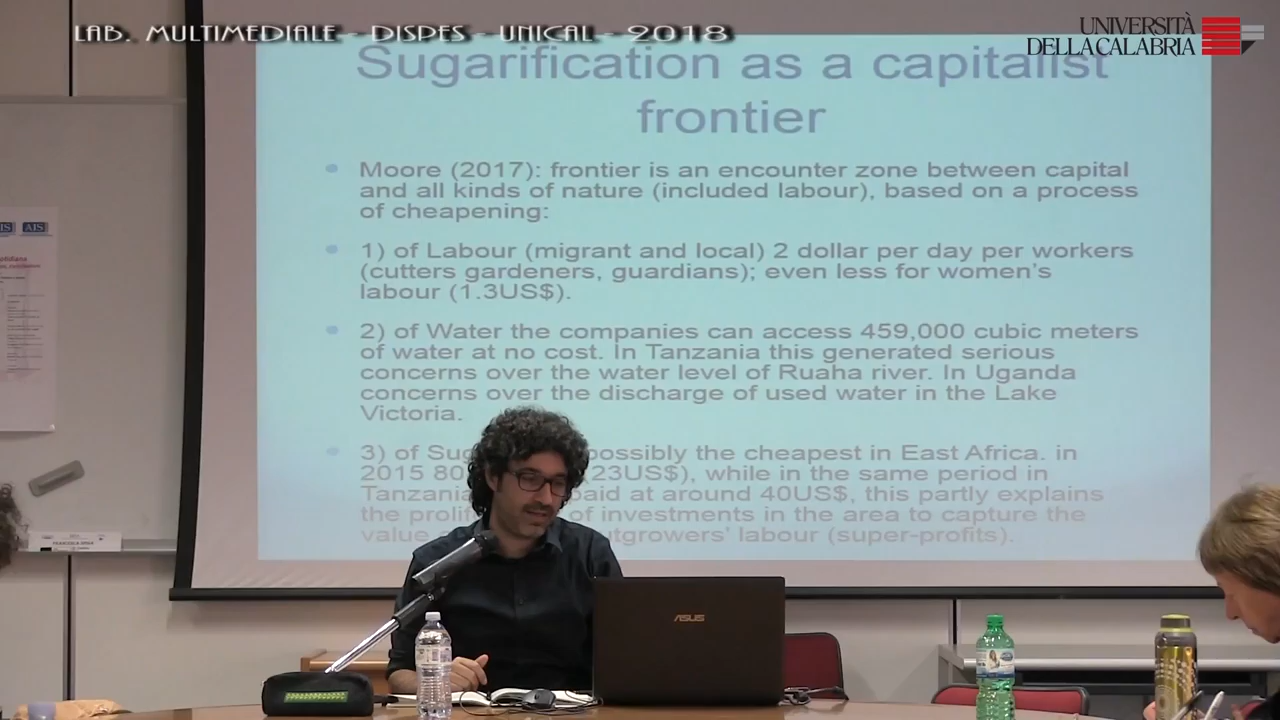 LAB. MULTIMEDIALE - DISPES - UNICAL - 2018
UNIVERSITÀ
DELLA CALABRIA
Sugarification as a capitalist
frontier
Moore (2017): frontier is an encounter zone between capital
and all kinds of nature (included labour), based on a process
of cheapening:
1) of Labour (migrant and local) 2 dollar per day per workers
(cutters gardeners, guardians); even less for women's
labour (1.3US$).
2) of Water the companies can access 459,000 cubic meters
of water at no cost. In Tanzania this generated serious
concerns over the water level of Ruaha river. In Uganda
concerns over the discharge of used water in the Lake
Victoria.
3) of possibly the cheapest in East Africa. in
2015 (23US$), while in the same period in
Tanzania paid at around 40US$, this partly explains
the of investments in the area to capture the
value labour (super-profits).
AIS
ASUS